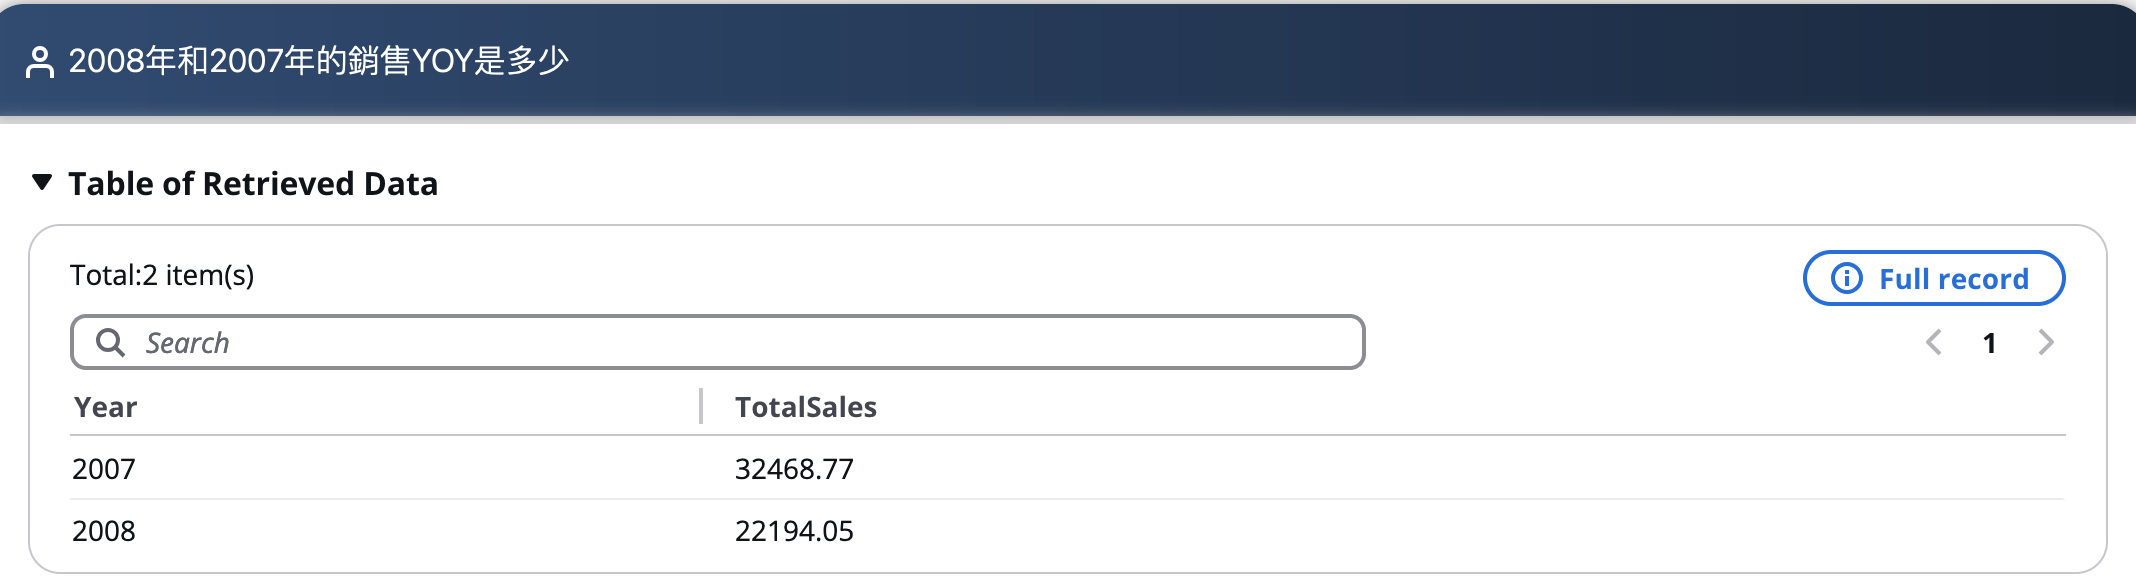 2008年和2007年的銷售YOY是多少
Table of Retrieved Data
Total:2 item(s)
Full record
Search
1
Year TotalSales
2007 32468.77
2008 22194.05